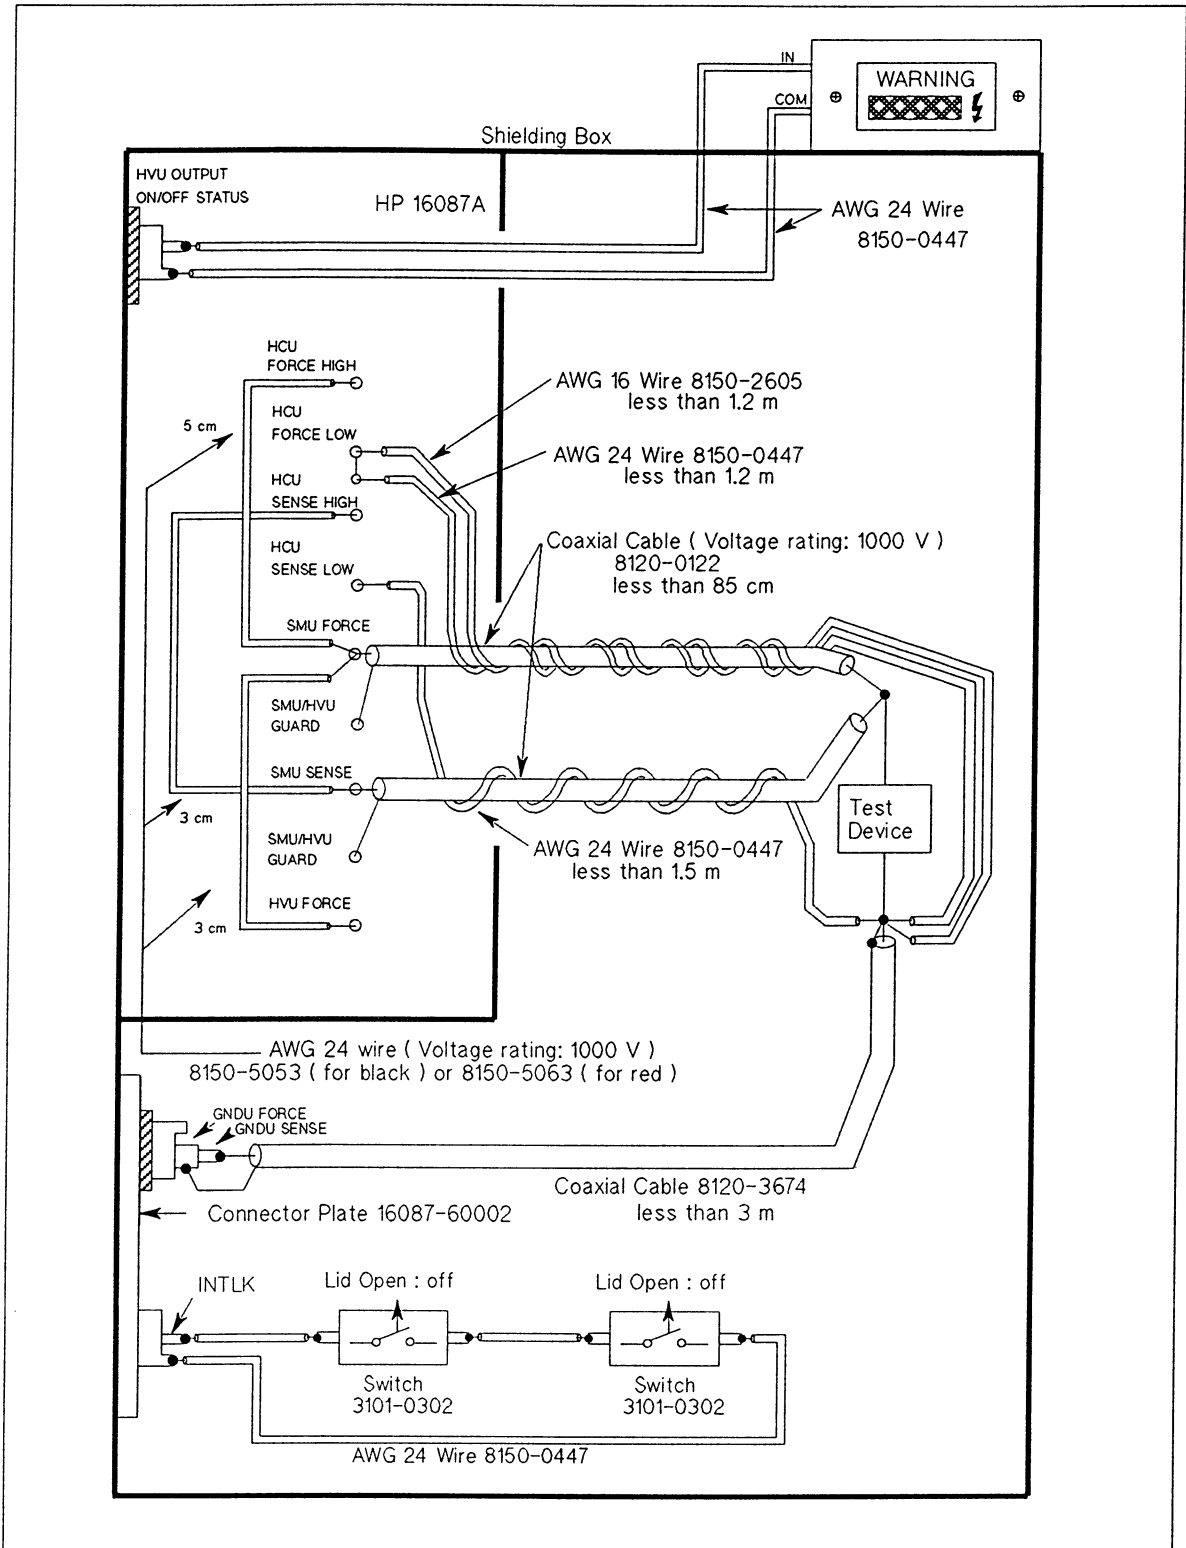 IN
WARNING
COM
Shielding Box
HVU OUTPUT
ON/OFF STATUS
HP 16087A
AWG 24 Wire
8150-0447
HCU
FORCE HIGH
AWG 16 Wire 8150-2605
less than 1.2 m
5 cm
HCU
FORCE LOW
AWG 24 Wire 8150-0447
less than 1.2 m
HCU
SENSE HIGH
Coaxial Cable ( Voltage rating: 1000 V )
8120-0122
less than 85 cm
HCU
SENSE LOW
SMU FORCE
SMU/HVU
GUARD
SMU SENSE
3 cm
Test
Device
SMU/HVU
GUARD
AWG 24 Wire 8150-0447
less than 1.5 m
HVU FORCE
3 cm
AWG 24 wire ( Voltage rating: 1000 V )
8150-5053 ( for black ) or 8150-5063 ( for red )
GNDU FORCE
GNDU SENSE
Coaxial Cable 8120-3674
less than 3 m
Connector Plate 16087-60002
INTLK
Lid Open : off
Lid Open : off
Switch
3101-0302
Switch
3101-0302
AWG 24 Wire 8150-0447